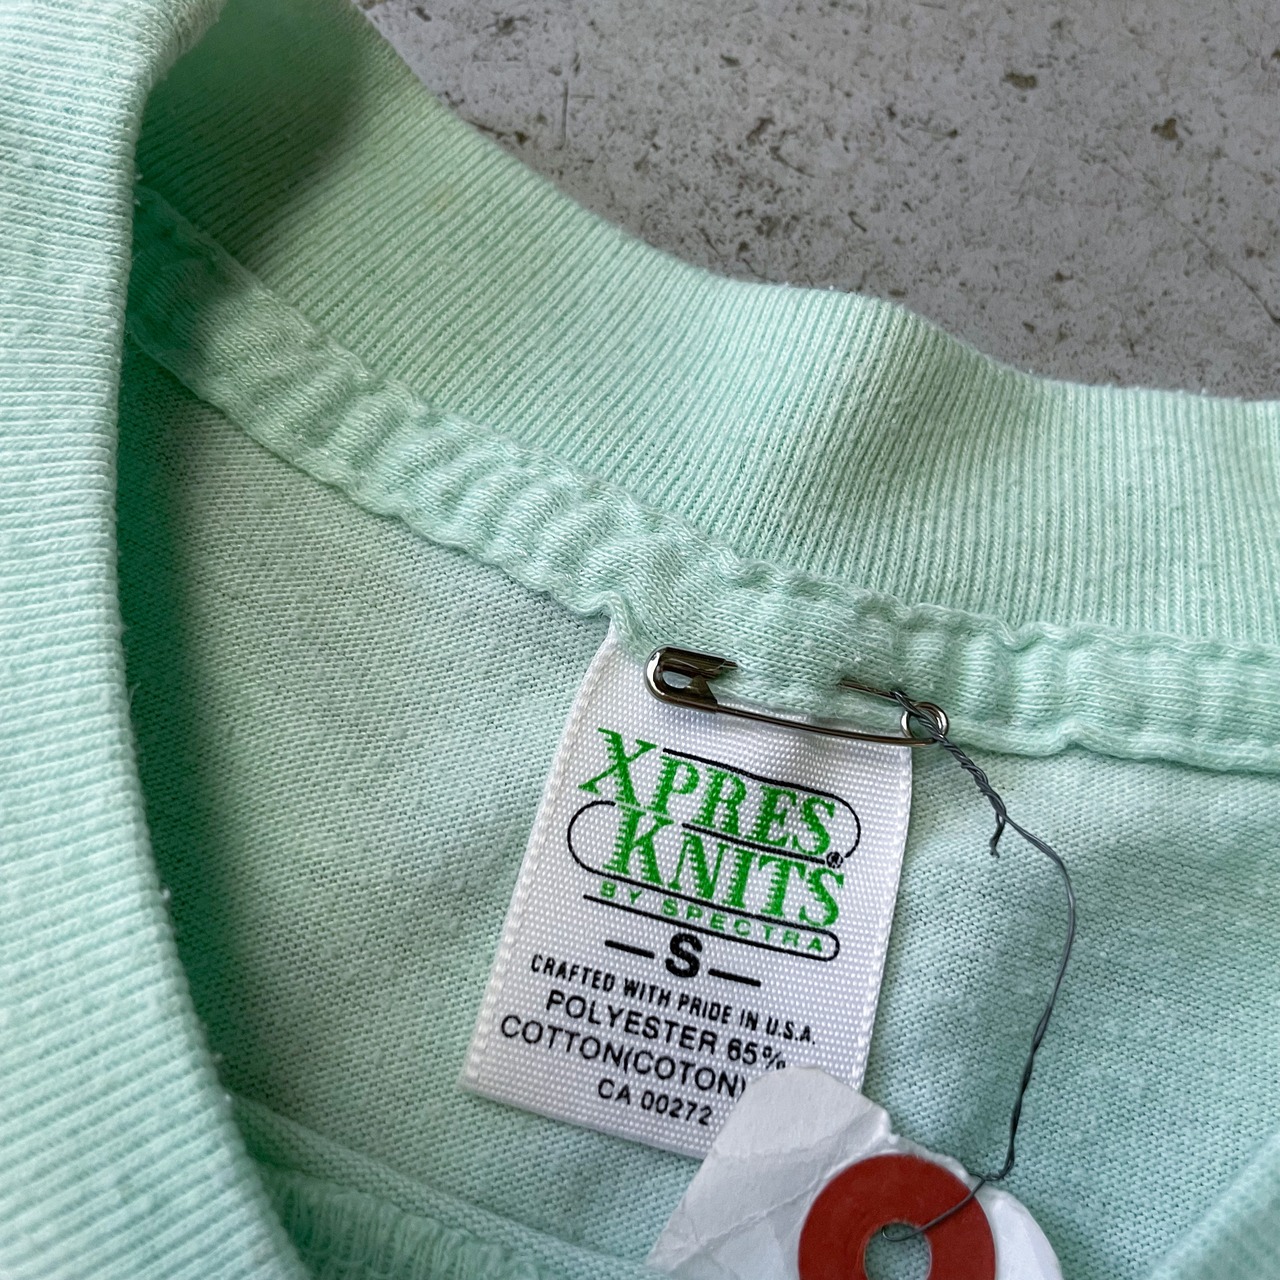 XPRES
KNITS®
BY SPECTRA
—S—
CRAFTED WITH PRIDE IN U.S.A.
POLYESTER 65%
COTTON(COTON)
CA 00272